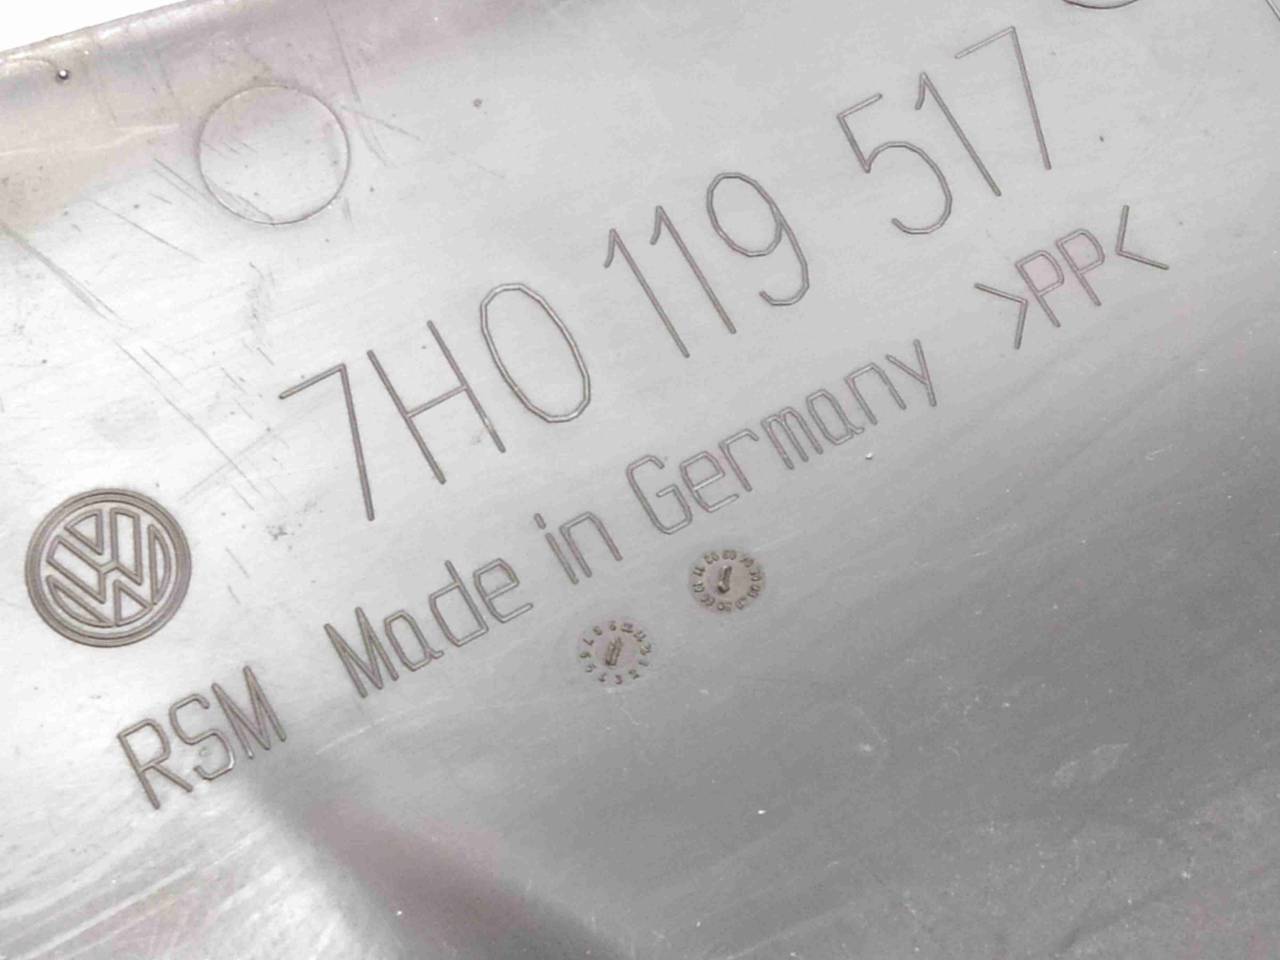 7H0 119 517
>PP<
Made in Germany
RSM